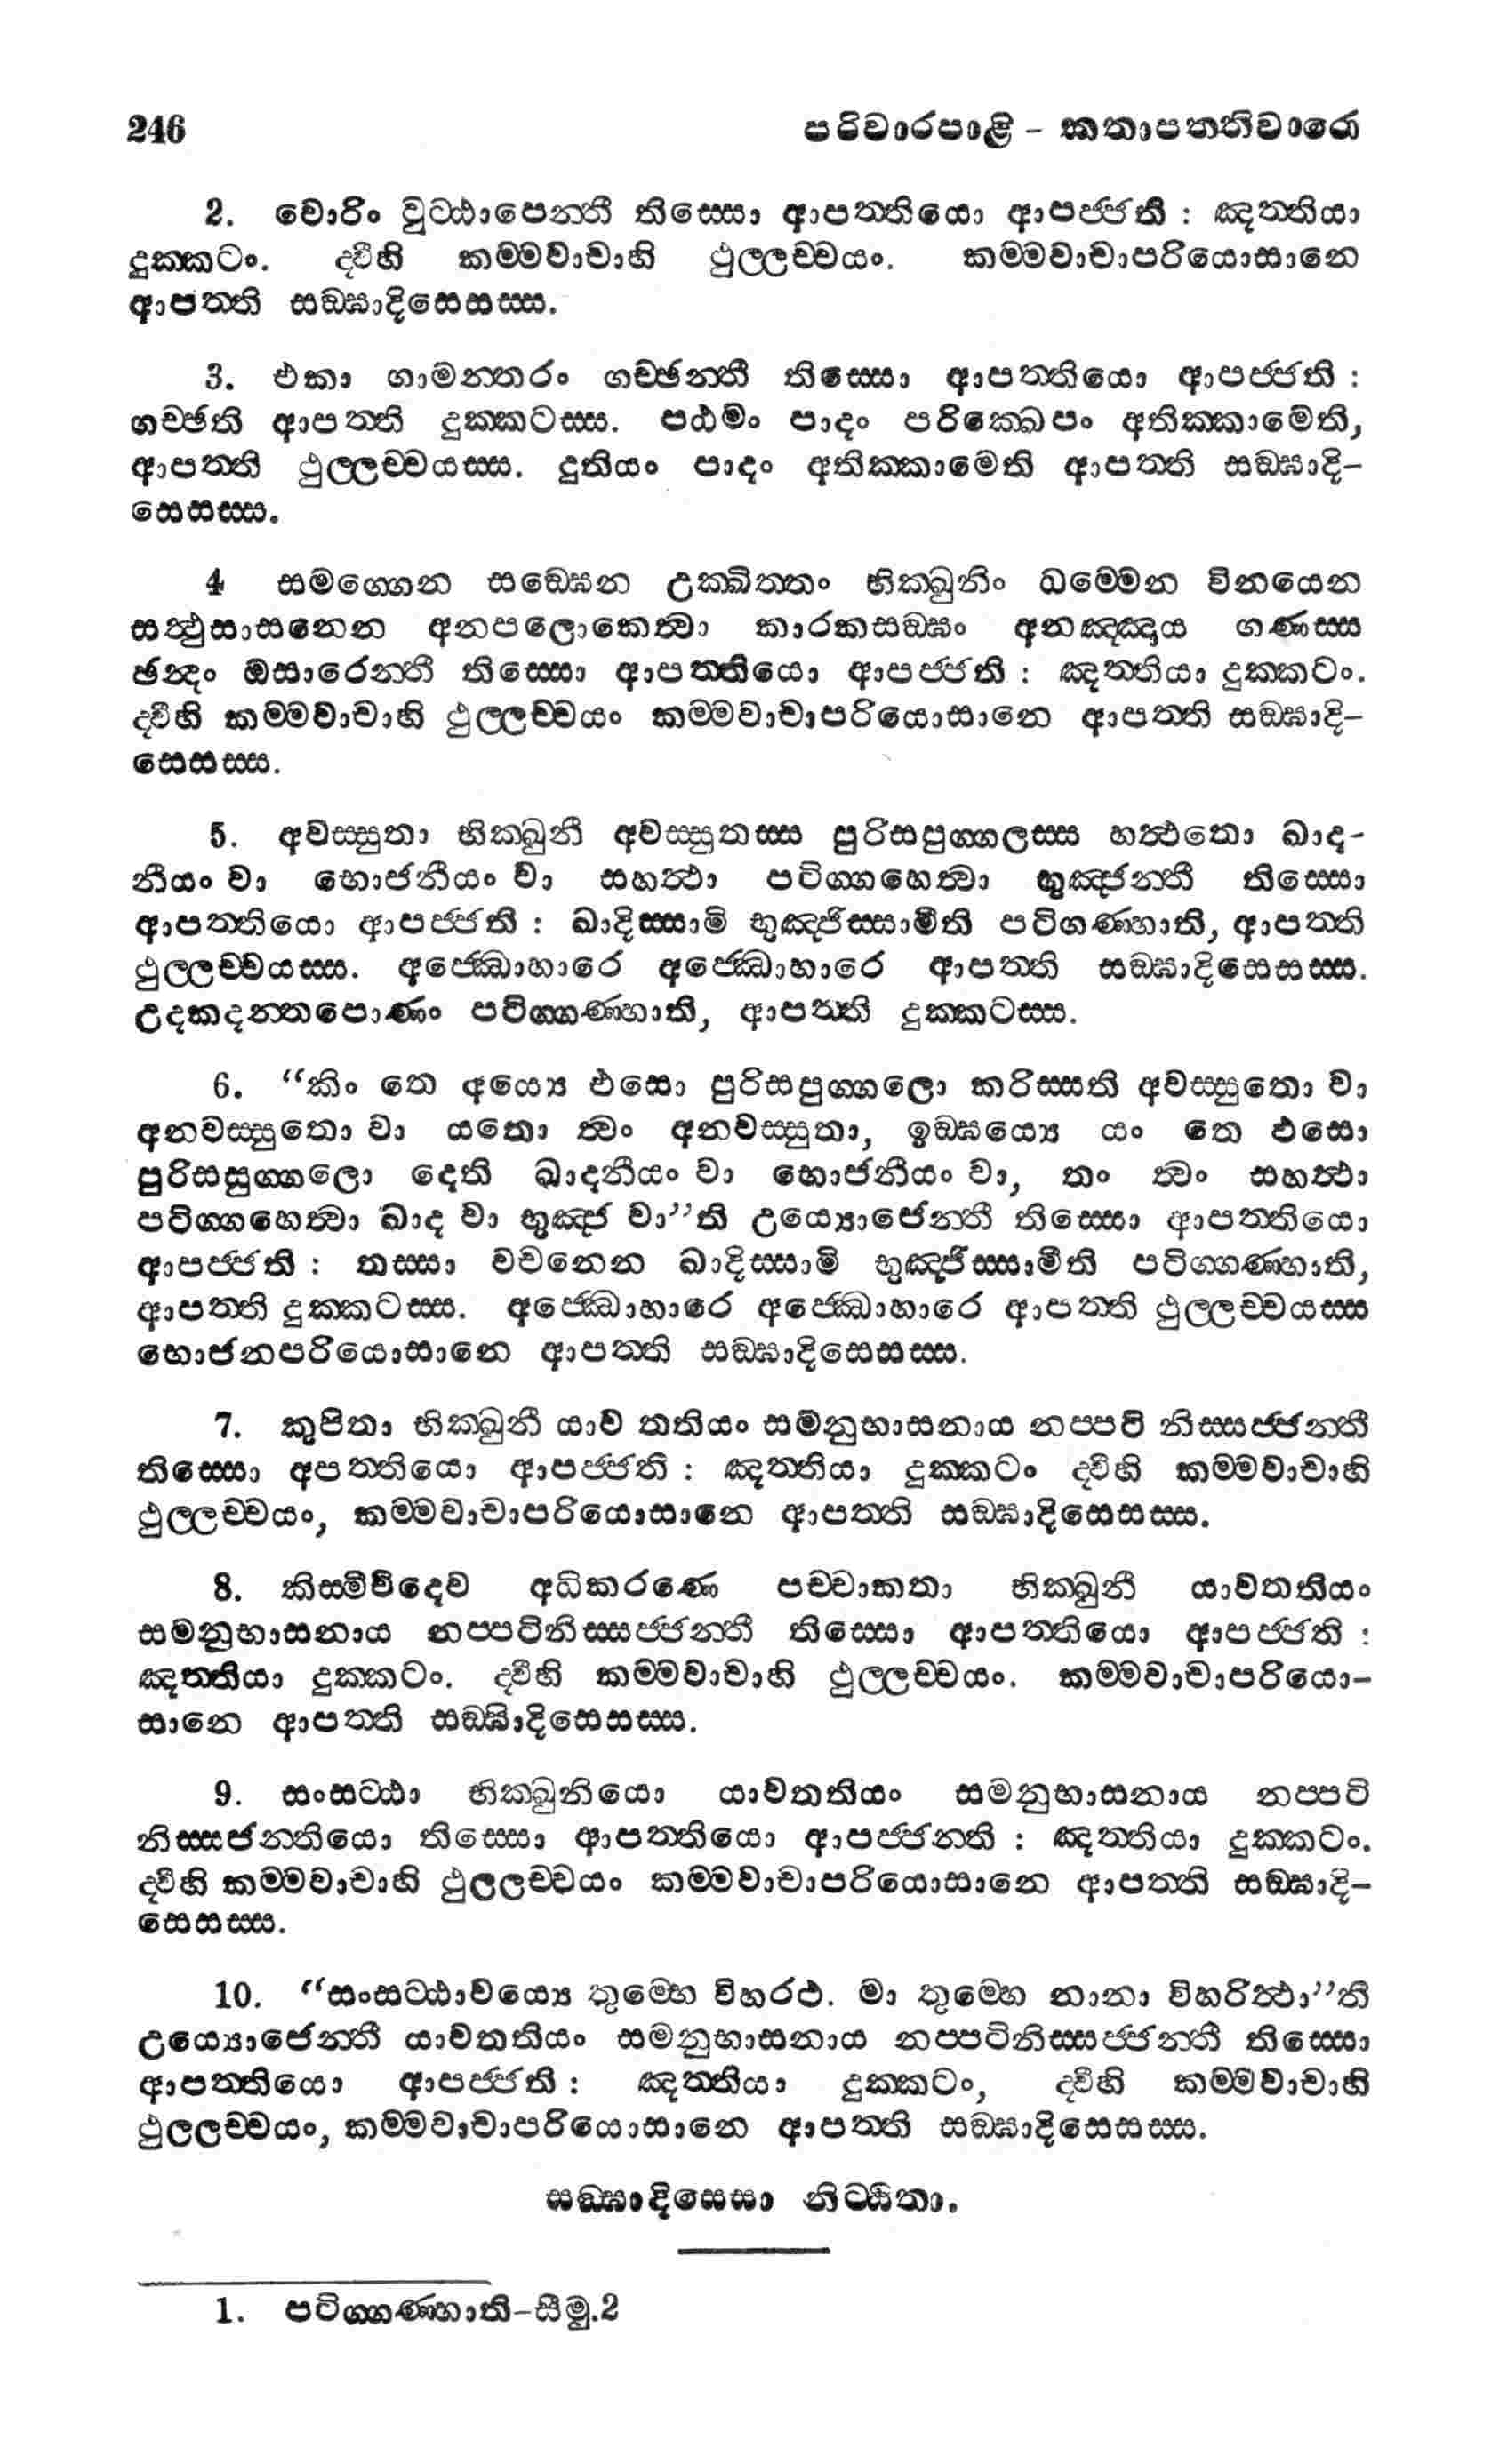 246 පරිවාරපාළි – කතාපත්තිවාරො
2. චොරිං වුට්ඨාපෙන්තී තිස්සො ආපත්තියො ආපජ්ජති : ඤත්තියා
දුක්කටං. ද්වීහි කම්මවාචාහි ථුල්ලච්චයං. කම්මවාචාපරියොසානෙ
ආපත්ති සඞ්ඝාදිසෙසස්ස.
3. එකා ගාමන්තරං ගච්ඡන්තී තිස්සො ආපත්තියො ආපජ්ජති :
ගච්ඡති ආපත්ති දුක්කටස්ස. පඨමං පාදං පරික්ඛෙපං අතික්කාමෙති,
ආපත්ති ථුල්ලච්චයස්ස. දුතියං පාදං අතික්කාමෙති ආපත්ති සඞ්ඝාදි–
සෙසස්ස.
4 සමග්ගෙන සඞ්ඝෙන උක්ඛිත්තං භික්ඛුනිං ධම්මෙන විනයෙන
සත්ථුසාසනෙන අනපලොකෙත්වා කාරකසඞ්ඝං අනඤ්ඤාය ගණස්ස
ඡන්දං ඔසාරෙන්තී තිස්සො ආපත්තියො ආපජ්ජති : ඤත්තියා දුක්කටං.
ද්වීහි කම්මවාචාහි ථුල්ලච්චයං කම්මවාචාපරියොසානෙ ආපත්ති සඞ්ඝාදි–
සෙසස්ස.
5. අවස්සුතා භික්ඛුනී අවස්සුතස්ස පුරිසපුග්ගලස්ස හත්ථතො ඛාද-
නීයං වා භොජනීයං වා සහත්ථා පටිග්ගහෙත්වා භුඤ්ජන්තී තිස්සො
ආපත්තියො ආපජ්ජති : ඛාදිස්සාමි භුඤ්ජිස්සාමීති පටිගණ්හාති, ආපත්ති
ථුල්ලච්චයස්ස. අජ්ඣොහාරෙ අජ්ඣොහාරෙ ආපත්ති සඞ්ඝාදිසෙසස්ස.
උදකදන්තපොණං පටිග්ගණ්හාති, ආපත්ති දුක්කටස්ස.
6. “කිං තෙ අය්‍යෙ එසො පුරිසපුග්ගලො කරිස්සති අවස්සුතො වා
අනවස්සුතො වා යතො ත්වං අනවස්සුතා, ඉඞ්ඝය්‍යෙ යං තෙ එසො
පුරිසසුග්ගලො දෙති ඛාදනීයං වා භොජනීයං වා, තං ත්වං සහත්ථා
පටිග්ගහෙත්වා ඛාද වා භුඤ්ජ වා”ති උය්‍යොජෙන්තී තිස්සො ආපත්තියො
ආපජ්ජති : තස්සා වචනෙන ඛාදිස්සාමි භුඤ්ජිස්සාමීති පටිග්ගණ්හාති,
ආපත්ති දුක්කටස්ස. අජ්ඣොහාරෙ අජ්ඣොහාරෙ ආපත්ති ථුල්ලච්චයස්ස
භොජනපරියොසානෙ ආපත්ති සඞ්ඝාදිසෙසස්ස.
7. කුපිතා භික්ඛුනී යාව තතියං සමනුභාසනාය නප්පටි නිස්සජ්ජන්තී
තිස්සො අපත්තියො ආපජ්ජති : ඤත්තියා දුක්කටං ද්වීහි කම්මවාචාහි
ථුල්ලච්චයං, කම්මවාචාපරියොසානෙ ආපත්ති සඞ්ඝාදිසෙසස්ස.
8. කිස්මිඤ්චිදෙව අධිකරණෙ පච්චාකතා භික්ඛුනී යාවතතියං
සමනුභාසනාය නප්පටිනිස්සජ්ජන්තී තිස්සො ආපත්තියො ආපජ්ජති :
ඤත්තියා දුක්කටං. ද්වීහි කම්මවාචාහි ථුල්ලච්චයං. කම්මවාචාපරියො–
සානෙ ආපත්ති සඞ්ඝාදිසෙසස්ස.
9. සංසට්ඨා භික්ඛුනියො යාවතතියං සමනුභාසනාය නප්පටි
නිස්සජන්තියො තිස්සො ආපත්තියො ආපජ්ජන්ති : ඤත්තියා දුක්කටං.
ද්වීහි කම්මවාචාහි ථුල්ලච්චයං කම්මවාචාපරියොසානෙ ආපත්ති සඞ්ඝාදි–
සෙසස්ස.
10. “සංසට්ඨාවය්‍යෙ තුම්හෙ විහරථ. මා තුම්හෙ නානා විහරිත්ථා”ති
උය්‍යොජෙන්තී යාවතතියං සමනුභාසනාය නප්පටිනිස්සජ්ජන්තී තිස්සො
ආපත්තියො ආපජ්ජති : ඤත්තියා දුක්කටං, ද්වීහි කම්මවාචාහි
ථුල්ලච්චයං, කම්මවාචාපරියොසානෙ ආපත්ති සඞ්ඝාදිසෙසස්ස.
සඞ්ඝාදිසෙසා නිට්ඨිතා.
1. පටිග්ගණ්හාති–සීමු.2